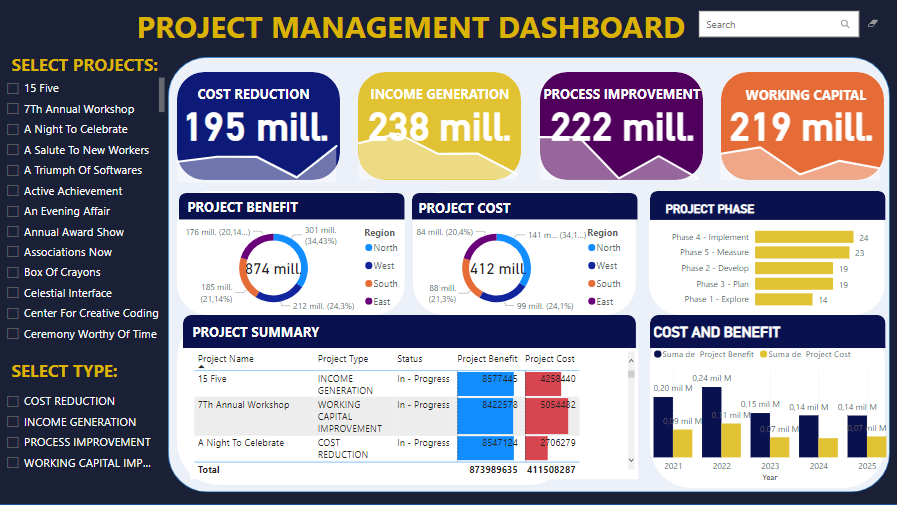 PROJECT MANAGEMENT DASHBOARD
Search
SELECT PROJECTS:
15 Five
7Th Annual Workshop
A Night To Celebrate
A Salute To New Workers
A Triumph Of Softwares
Active Achievement
An Evening Affair
Annual Award Show
Associations Now
Box Of Crayons
Celestial Interface
Center For Creative Coding
Ceremony Worthy Of Time
SELECT TYPE:
COST REDUCTION
INCOME GENERATION
PROCESS IMPROVEMENT
WORKING CAPITAL IMP...
COST REDUCTION
195 mill.
INCOME GENERATION
238 mill.
PROCESS IMPROVEMENT
222 mill.
WORKING CAPITAL
219 mill.
PROJECT BENEFIT
176 mill. (20,14...)
301 mill.
(34,43%)
874 mill.
185 mill.
(21,14%)
212 mill. (24,3%)
Region
North
West
South
East
PROJECT COST
84 mill. (20,4%)
141 m... (34,1...)
412 mill.
88 mill.
(21,3%)
99 mill. (24,1%)
Region
North
West
South
East
PROJECT PHASE
Phase 4 - Implement 24
Phase 5 - Measure 23
Phase 2 - Develop 19
Phase 3 - Plan 19
Phase 1 - Explore 14
PROJECT SUMMARY
Project Name Project Type Status Project Benefit Project Cost
15 Five INCOME GENERATION In - Progress 8577445 4258440
7Th Annual Workshop WORKING CAPITAL IMPROVEMENT In - Progress 8422578 5054482
A Night To Celebrate COST REDUCTION In - Progress 8547124 2706279
Total 873989635 411508287
COST AND BENEFIT
Suma de Project Benefit Suma de Project Cost
0,20 mil M
0,09 mil M
0,24 mil M
0,11 mil M
0,15 mil M
0,07 mil M
0,14 mil M
0,14 mil M
0,07 mil M
2021 2022 2023 2024 2025
Year